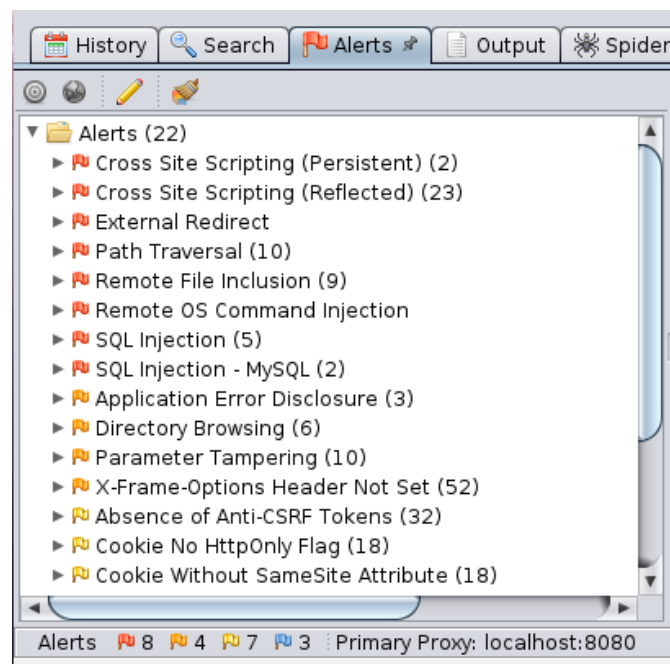 History Search Alerts Output Spider
Alerts (22)
Cross Site Scripting (Persistent) (2)
Cross Site Scripting (Reflected) (23)
External Redirect
Path Traversal (10)
Remote File Inclusion (9)
Remote OS Command Injection
SQL Injection (5)
SQL Injection - MySQL (2)
Application Error Disclosure (3)
Directory Browsing (6)
Parameter Tampering (10)
X-Frame-Options Header Not Set (52)
Absence of Anti-CSRF Tokens (32)
Cookie No HttpOnly Flag (18)
Cookie Without SameSite Attribute (18)
Alerts 8 4 7 3 Primary Proxy: localhost:8080